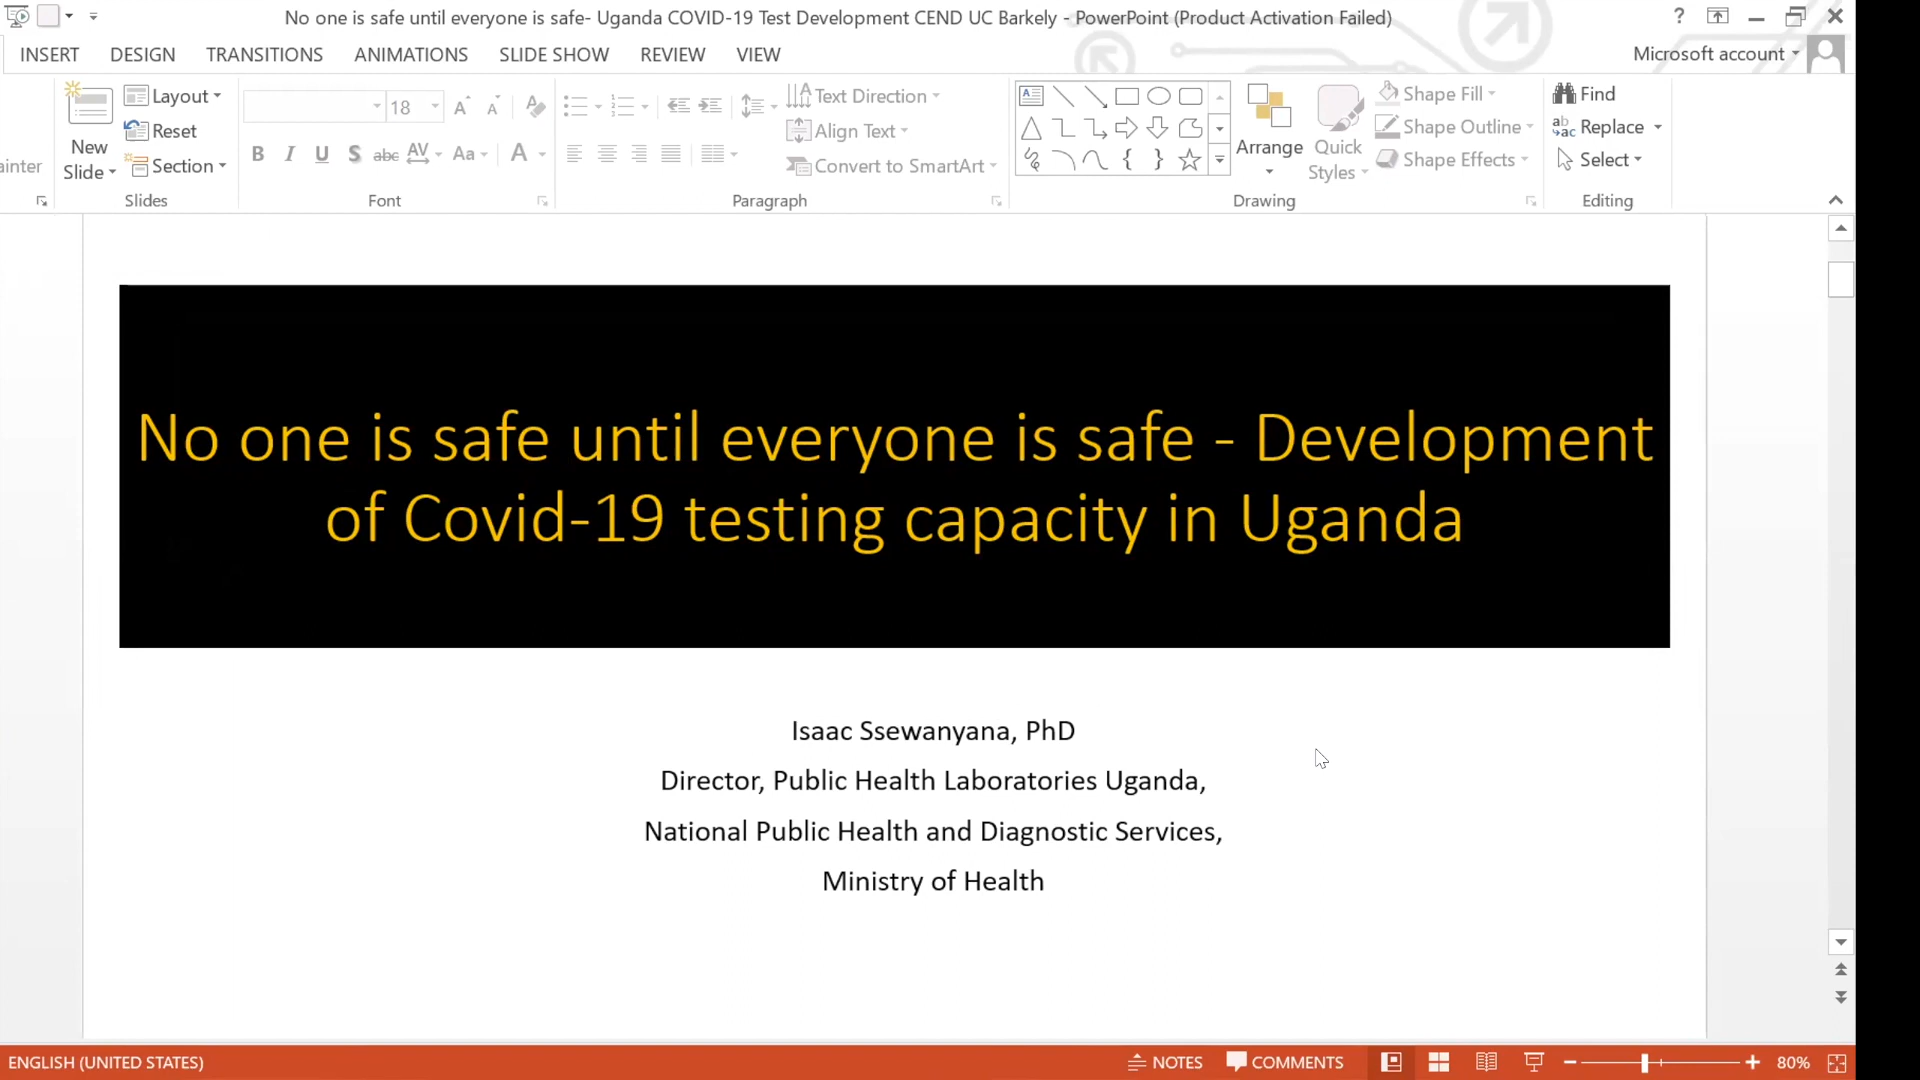 No one is safe until everyone is safe- Uganda COVID-19 Test Development CEND UC Barkely - PowerPoint (Product Activation Failed)
?
INSERT DESIGN TRANSITIONS ANIMATIONS SLIDE SHOW REVIEW VIEW
Microsoft account
ainter
New
Slide
Layout
Reset
Section
Slides
18
B I U S abc AV Aa A
Font
Text Direction
Align Text
Convert to SmartArt
Paragraph
Arrange
Quick
Styles
Shape Fill
Shape Outline
Shape Effects
Drawing
Find
Replace
Select
Editing
No one is safe until everyone is safe - Development
of Covid-19 testing capacity in Uganda
Isaac Ssewanyana, PhD
Director, Public Health Laboratories Uganda,
National Public Health and Diagnostic Services,
Ministry of Health
ENGLISH (UNITED STATES)
NOTES
COMMENTS
80%